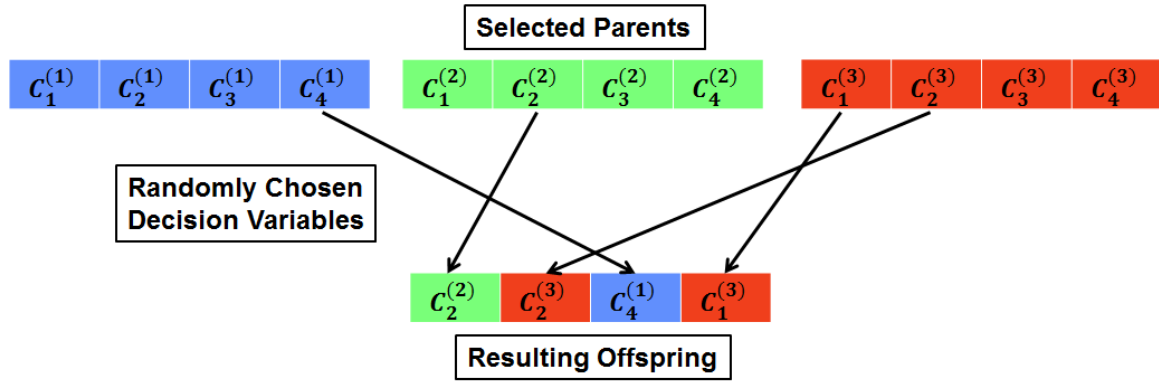 Selected Parents
C_1^{(1)} C_2^{(1)} C_3^{(1)} C_4^{(1)} C_1^{(2)} C_2^{(2)} C_3^{(2)} C_4^{(2)} C_1^{(3)} C_2^{(3)} C_3^{(3)} C_4^{(3)}
Randomly Chosen
Decision Variables
C_2^{(2)} C_2^{(3)} C_4^{(1)} C_1^{(3)}
Resulting Offspring